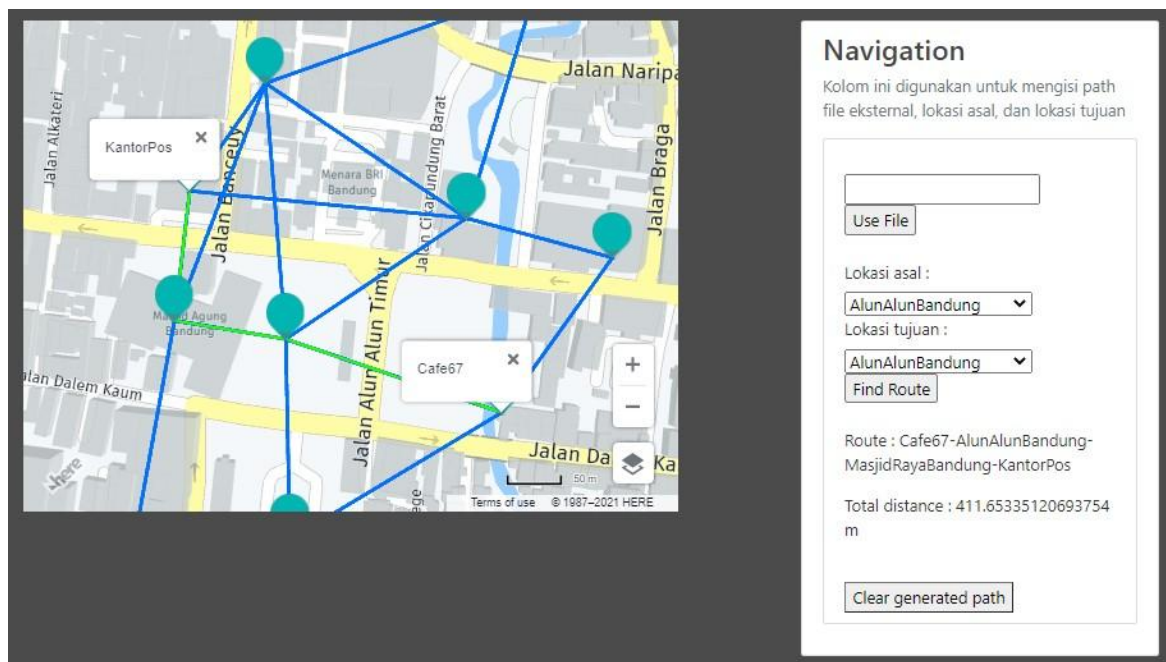 Jalan Naripa
Jalan Alkateri
KantorPos
×
Jalan Banceuy
Menara BRI
Bandung
Jalan Cikapundung Barat
Jalan Braga
Masjid Agung
Bandung
Jalan Alun Alun Timur
Cafe67
×
+
−
alan Dalem Kaum
Jalan Da
Ka
here
ege
50 m
Terms of use © 1987–2021 HERE
Navigation
Kolom ini digunakan untuk mengisi path
file eksternal, lokasi asal, dan lokasi tujuan
Use File
Lokasi asal :
AlunAlunBandung
Lokasi tujuan :
AlunAlunBandung
Find Route
Route : Cafe67-AlunAlunBandung-
MasjidRayaBandung-KantorPos
Total distance : 411.65335120693754
m
Clear generated path